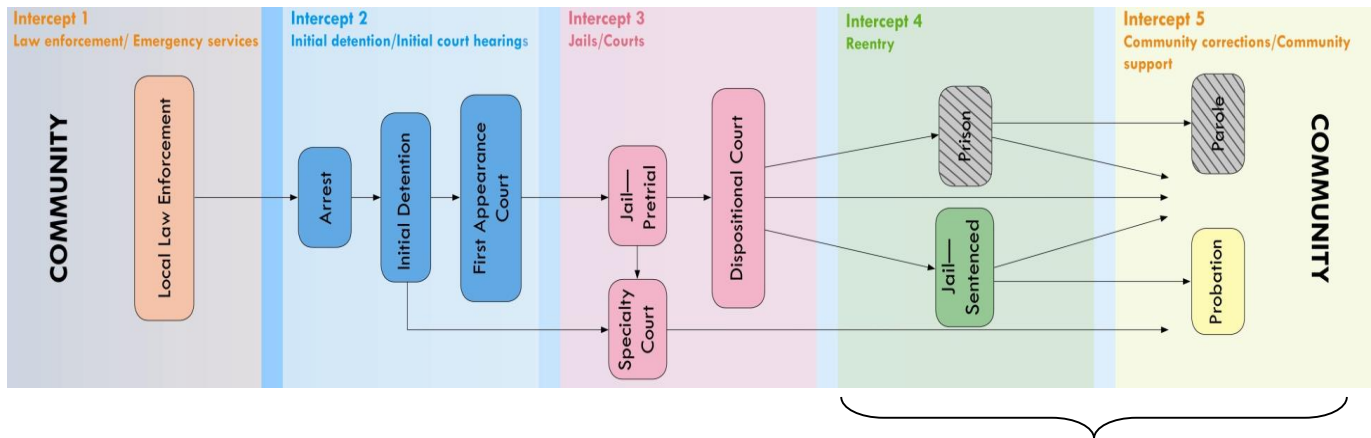 Intercept 1
Law enforcement/ Emergency services
COMMUNITY
Local Law Enforcement
Intercept 2
Initial detention/Initial court hearings
Arrest
Initial Detention
First Appearance
Court
Intercept 3
Jails/Courts
Jail—
Pretrial
Specialty
Court
Dispositional Court
Intercept 4
Reentry
Prison
Jail—
Sentenced
Intercept 5
Community corrections/Community
support
Parole
Probation
COMMUNITY